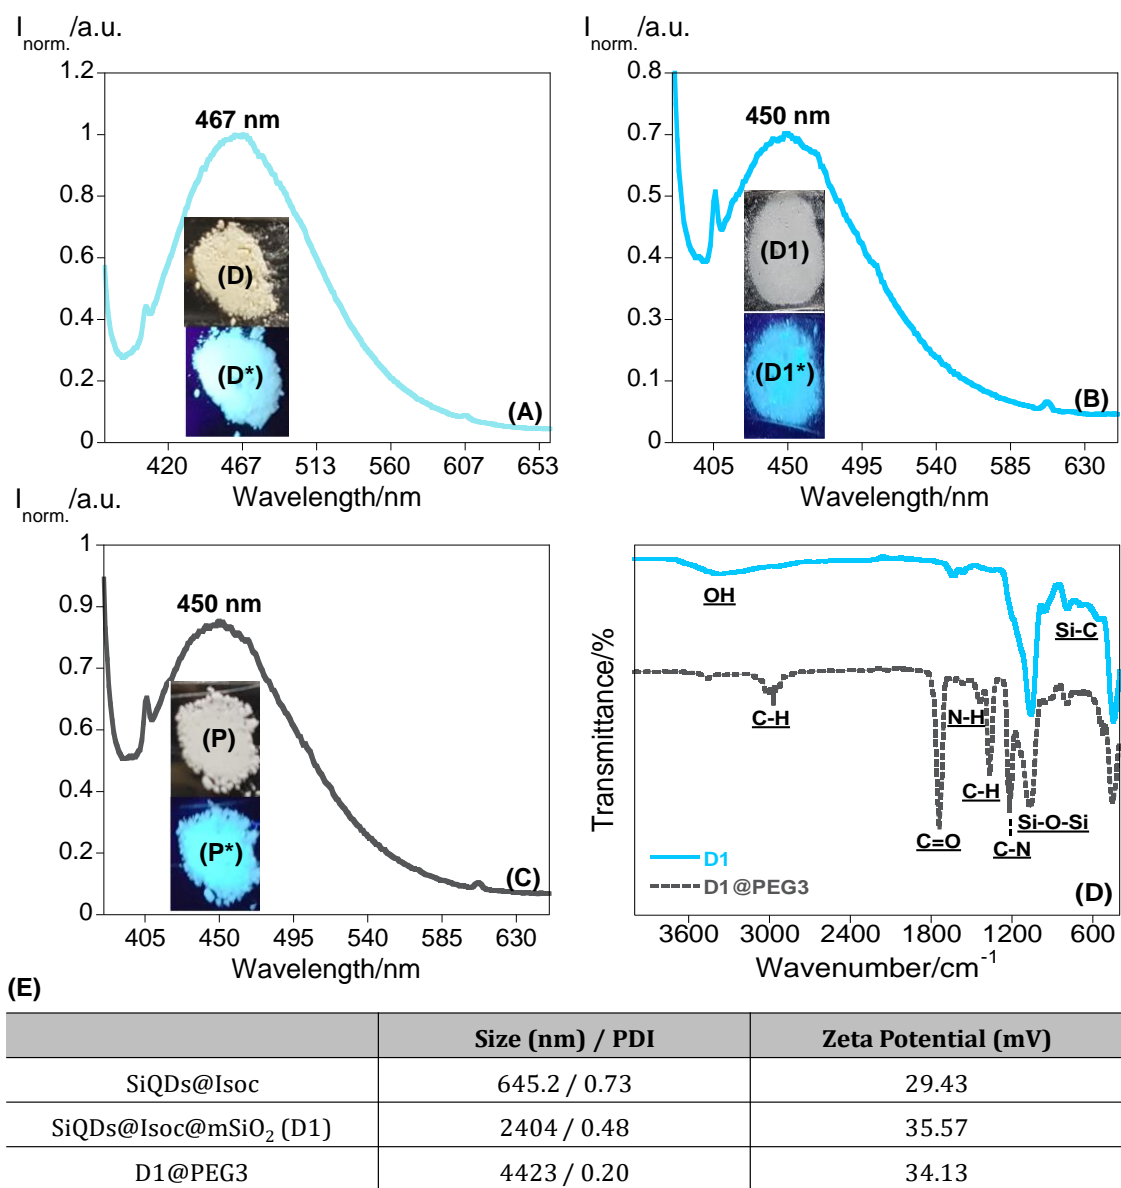 I_norm./a.u.
1.2
1
0.8
0.6
0.4
0.2
0
467 nm
(D)
(D*)
(A)
420 467 513 560 607 653
Wavelength/nm
I_norm./a.u.
0.8
0.7
0.5
0.4
0.3
0.1
0
450 nm
(D1)
(D1*)
(B)
405 450 495 540 585 630
Wavelength/nm
I_norm./a.u.
1
0.9
0.7
0.6
0.4
0.2
0
450 nm
(P)
(P*)
(C)
405 450 495 540 585 630
Wavelength/nm
Transmittance/%
OH
Si-C
C-H
N-H
C-H
Si-O-Si
C=O
C-N
D1
D1@PEG3
(D)
3600 3000 2400 1800 1200 600
Wavenumber/cm⁻¹
(E)
Size (nm) / PDI Zeta Potential (mV)
SiQDs@Isoc 645.2 / 0.73 29.43
SiQDs@Isoc@mSiO₂ (D1) 2404 / 0.48 35.57
D1@PEG3 4423 / 0.20 34.13